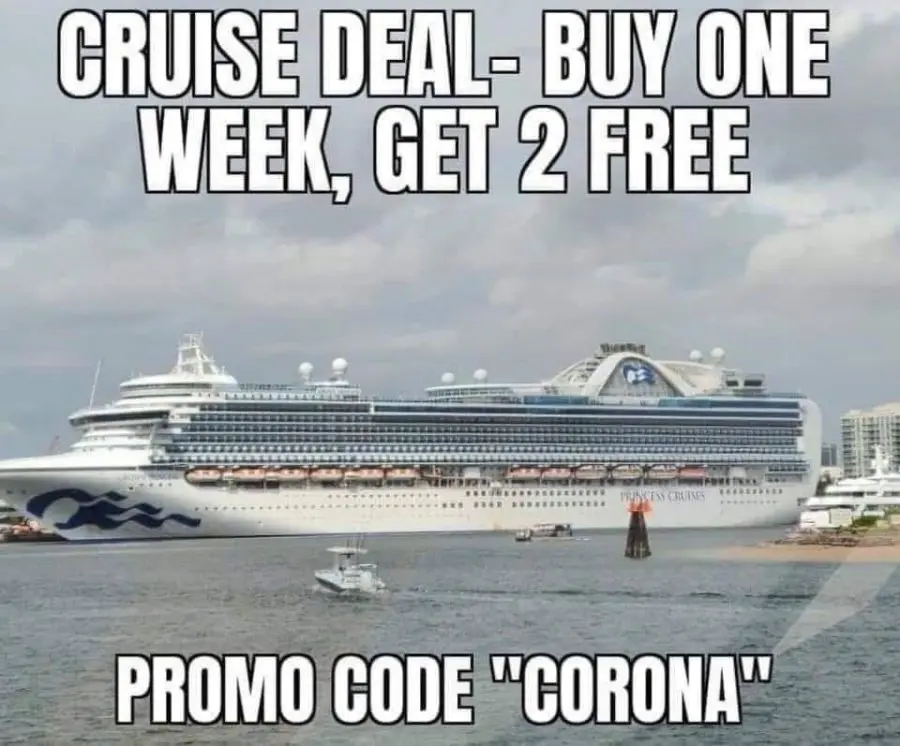 CRUISE DEAL- BUY ONE
WEEK, GET 2 FREE
PRINCESS CRUISES
PROMO CODE "CORONA"